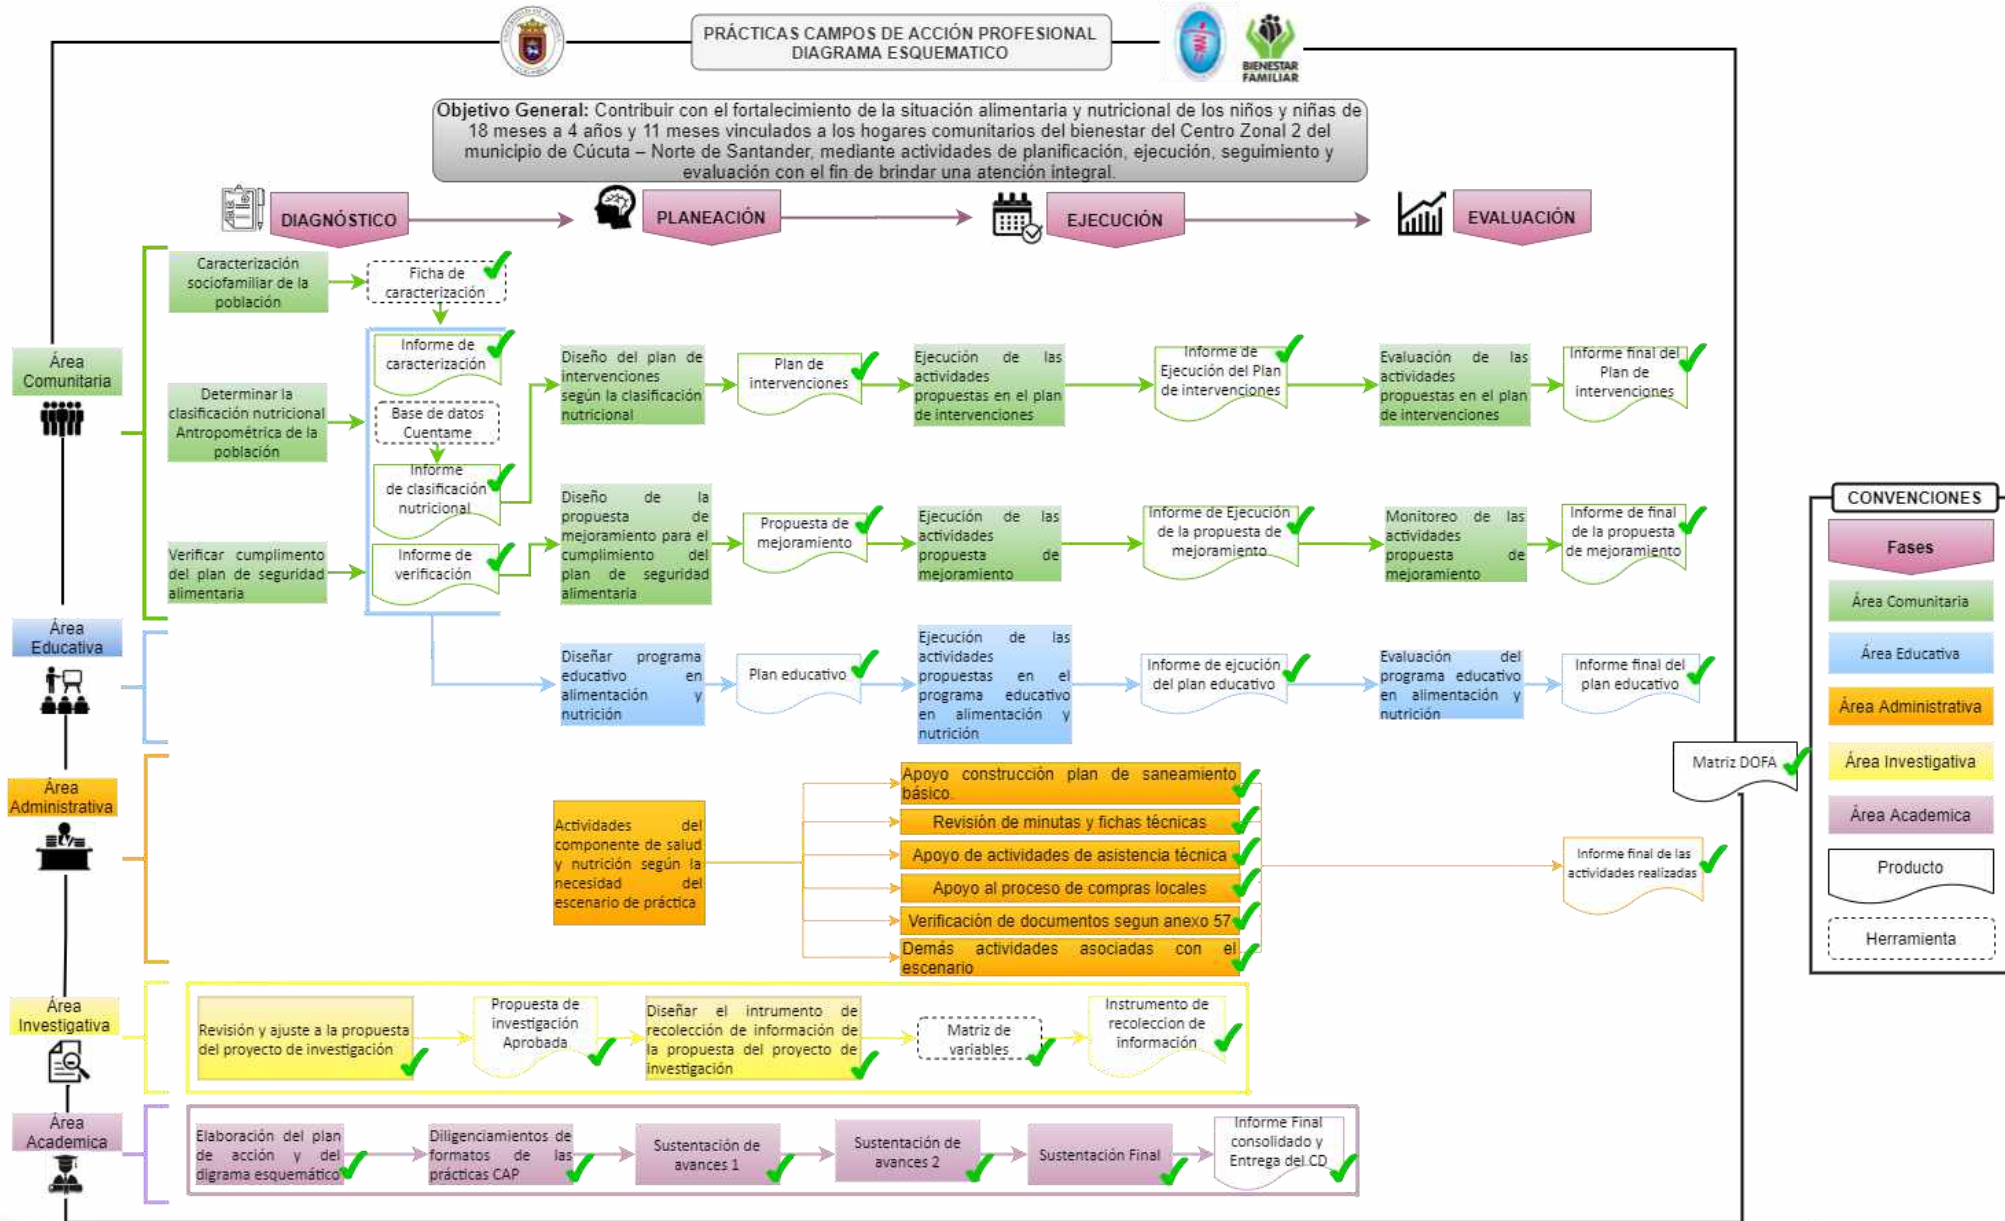 PRÁCTICAS CAMPOS DE ACCIÓN PROFESIONAL
DIAGRAMA ESQUEMATICO
BIENESTAR
FAMILIAR
Objetivo General: Contribuir con el fortalecimiento de la situación alimentaria y nutricional de los niños y niñas de
18 meses a 4 años y 11 meses vinculados a los hogares comunitarios del bienestar del Centro Zonal 2 del
municipio de Cúcuta – Norte de Santander, mediante actividades de planificación, ejecución, seguimiento y
evaluación con el fin de brindar una atención integral.
DIAGNÓSTICO
PLANEACIÓN
EJECUCIÓN
EVALUACIÓN
Área
Comunitaria
Caracterización
sociofamiliar de la
población
Ficha de
caracterización
Informe de
caracterización
Determinar la
clasificación nutricional
Antropométrica de la
población
Base de datos
Cuentame
Informe
de clasificación
nutricional
Diseño del plan de
intervenciones
según la clasificación
nutricional
Plan de
intervenciones
Ejecución de las
actividades
propuestas en el plan
de intervenciones
Informe de
Ejecución del Plan
de intervenciones
Evaluación de las
actividades
propuestas en el plan
de intervenciones
Informe final del
Plan de
intervenciones
Verificar cumplimento
del plan de seguridad
alimentaria
Informe de
verificación
Diseño de la
propuesta de
mejoramiento para el
cumplimiento del
plan de seguridad
alimentaria
Propuesta de
mejoramiento
Ejecución de las
actividades
propuesta de
mejoramiento
Informe de Ejecución
de la propuesta de
mejoramiento
Monitoreo de las
actividades
propuesta de
mejoramiento
Informe de final
de la propuesta
de mejoramiento
Área
Educativa
Diseñar programa
educativo en
alimentación y
nutrición
Plan educativo
Ejecución de las
actividades
propuestas en el
programa educativo
en alimentación y
nutrición
Informe de ejcución
del plan educativo
Evaluación del
programa educativo
en alimentación y
nutrición
Informe final del
plan educativo
Área
Administrativa
Actividades del
componente de salud
y nutrición según la
necesidad del
escenario de práctica
Apoyo construcción plan de saneamiento
básico.
Revisión de minutas y fichas técnicas
Apoyo de actividades de asistencia técnica
Apoyo al proceso de compras locales
Verificación de documentos segun anexo 57
Demás actividades asociadas con el
escenario
Informe final de las
actividades realizadas
Matriz DOFA
Área
Investigativa
Revisión y ajuste a la propuesta
del proyecto de investigación
Propuesta de
investigación
Aprobada
Diseñar el intrumento de
recolección de información de
la propuesta del proyecto de
investigación
Matriz de
variables
Instrumento de
recoleccion de
información
Área
Academica
Elaboración del plan
de acción y del
digrama esquemático
Diligenciamientos de
formatos de las
prácticas CAP
Sustentación de
avances 1
Sustentación de
avances 2
Sustentación Final
Informe Final
consolidado y
Entrega del CD
CONVENCIONES
Fases
Área Comunitaria
Área Educativa
Área Administrativa
Área Investigativa
Área Academica
Producto
Herramienta